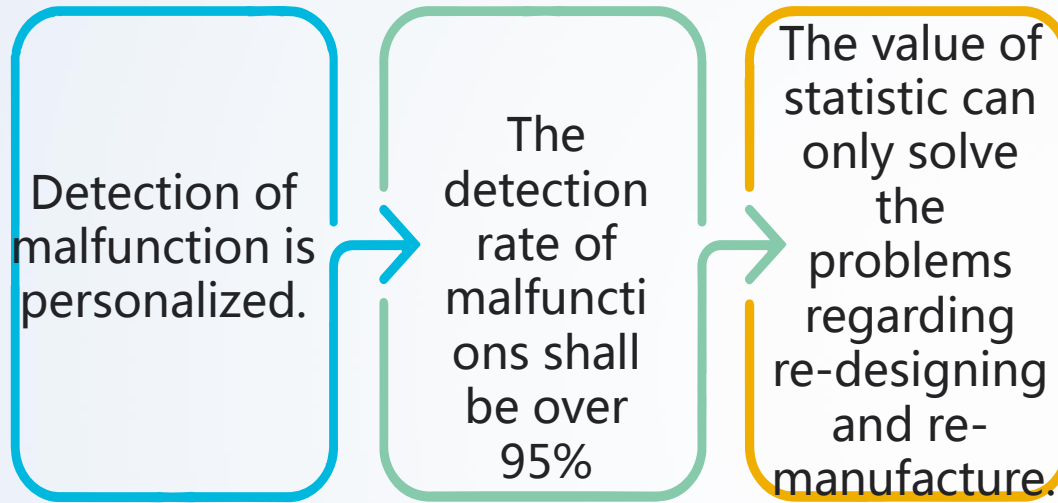 Detection of
malfunction is
personalized.
The
detection
rate of
malfuncti
ons shall
be over
95%
The value of
statistic can
only solve
the
problems
regarding
re-designing
and re-
manufacture.